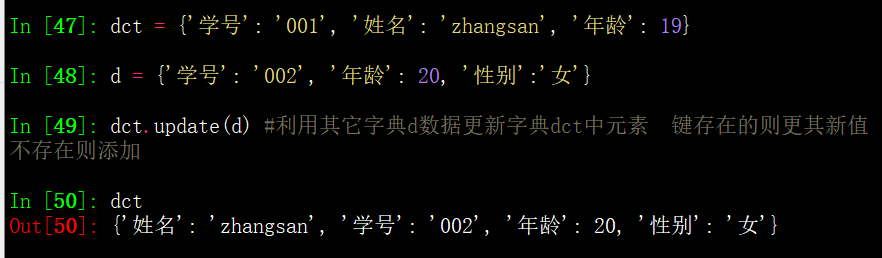 In [47]: dct = {'学号': '001', '姓名': 'zhangsan', '年龄': 19}
In [48]: d = {'学号': '002', '年龄': 20, '性别':'女'}
In [49]: dct.update(d) #利用其它字典d数据更新字典dct中元素  键存在的则更其新值
不存在则添加
In [50]: dct
Out[50]: {'姓名': 'zhangsan', '学号': '002', '年龄': 20, '性别': '女'}